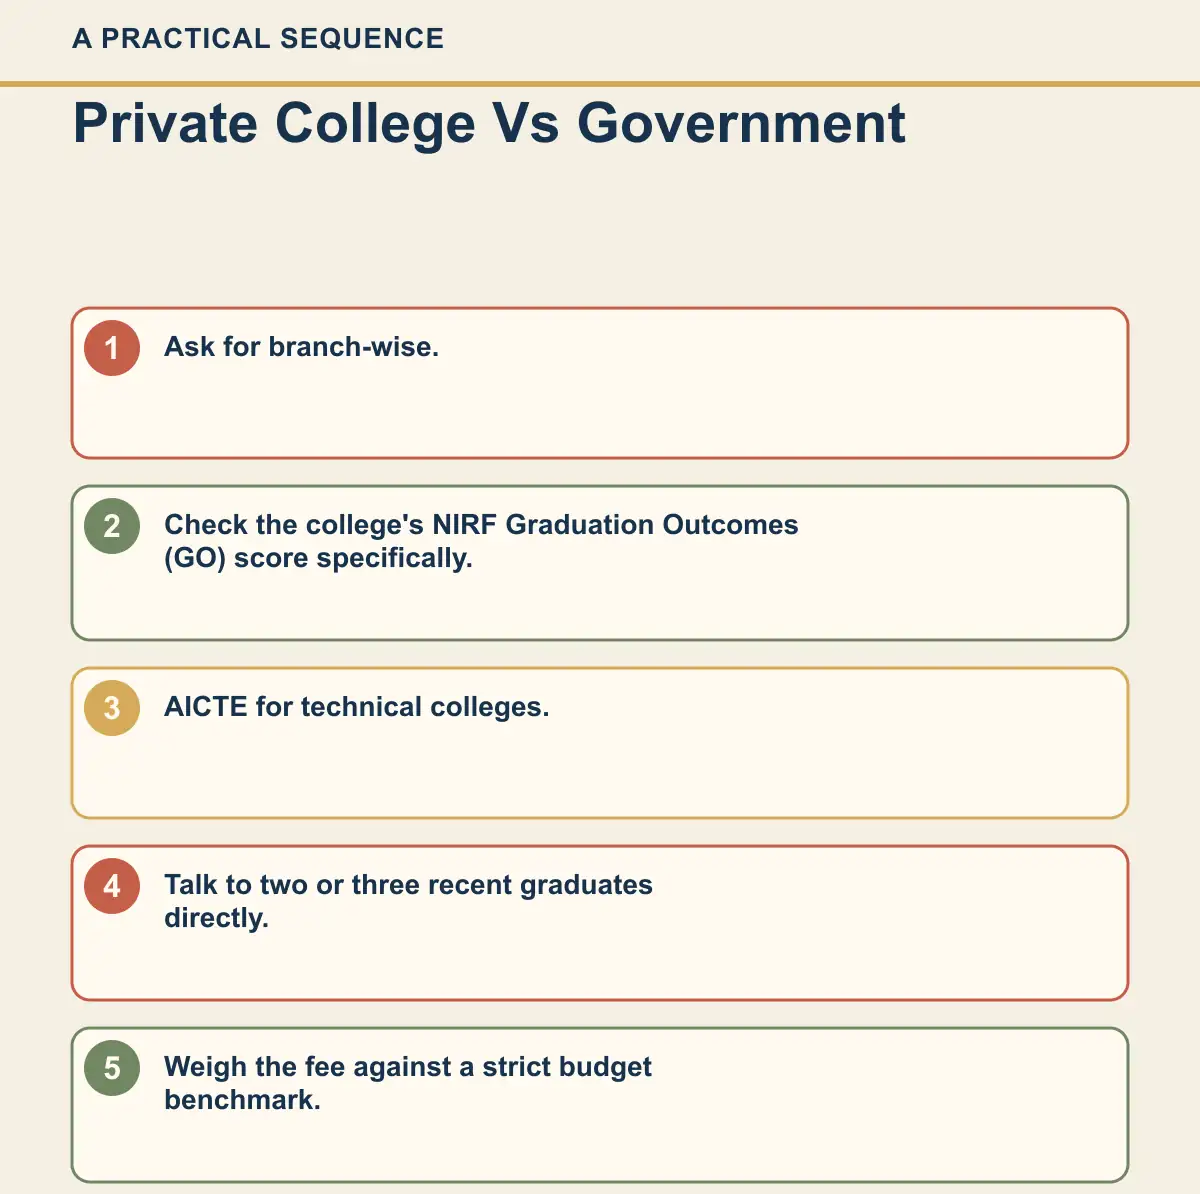 A PRACTICAL SEQUENCE
Private College Vs Government
1
Ask for branch-wise.
2
Check the college's NIRF Graduation Outcomes
(GO) score specifically.
3
AICTE for technical colleges.
4
Talk to two or three recent graduates
directly.
5
Weigh the fee against a strict budget
benchmark.